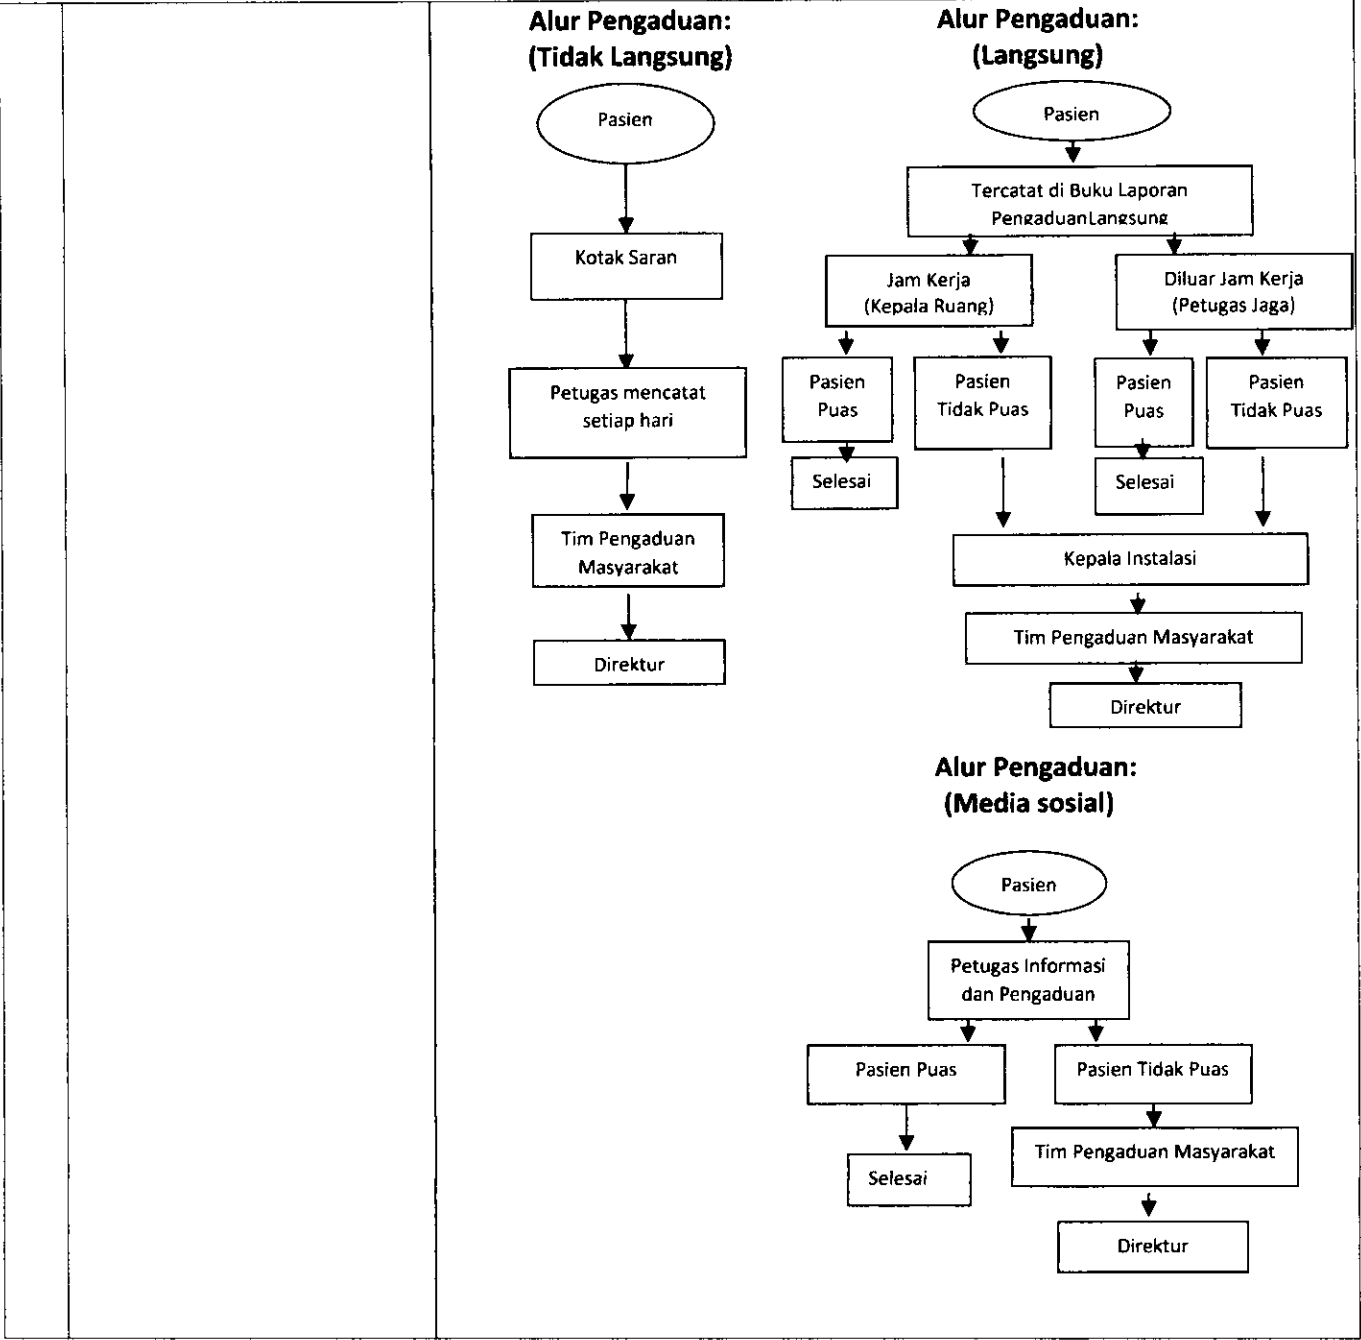 Alur Pengaduan:
(Tidak Langsung)
Pasien
Kotak Saran
Petugas mencatat
setiap hari
Tim Pengaduan
Masyarakat
Direktur
Alur Pengaduan:
(Langsung)
Pasien
Tercatat di Buku Laporan
PengaduanLangsung
Jam Kerja
(Kepala Ruang)
Diluar Jam Kerja
(Petugas Jaga)
Pasien
Puas
Pasien
Tidak Puas
Pasien
Puas
Pasien
Tidak Puas
Selesai
Selesai
Kepala Instalasi
Tim Pengaduan Masyarakat
Direktur
Alur Pengaduan:
(Media sosial)
Pasien
Petugas Informasi
dan Pengaduan
Pasien Puas
Pasien Tidak Puas
Selesai
Tim Pengaduan Masyarakat
Direktur